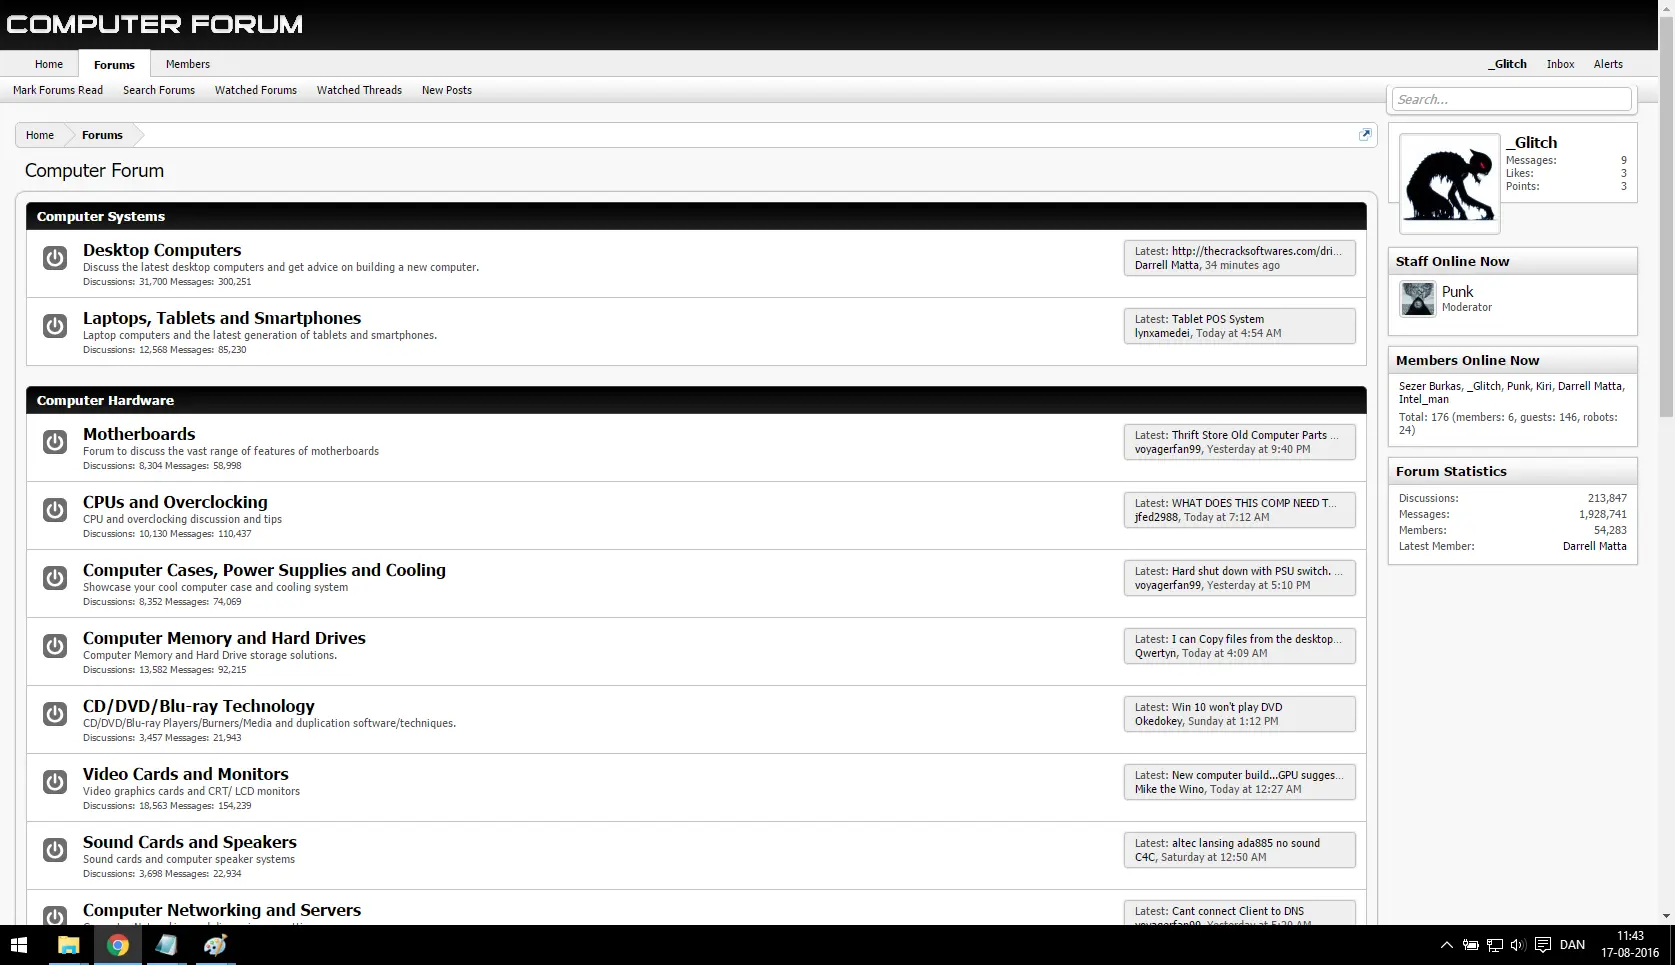 COMPUTER FORUM
Home Forums Members _Glitch Inbox Alerts
Mark Forums Read Search Forums Watched Forums Watched Threads New Posts
Search...
Home Forums
Computer Forum
Computer Systems
Desktop Computers
Discuss the latest desktop computers and get advice on building a new computer.
Discussions: 31,700 Messages: 300,251
Latest: http://thecracksoftwares.com/dri...
Darrell Matta, 34 minutes ago
Laptops, Tablets and Smartphones
Laptop computers and the latest generation of tablets and smartphones.
Discussions: 12,568 Messages: 85,230
Latest: Tablet POS System
lynxamedei, Today at 4:54 AM
Computer Hardware
Motherboards
Forum to discuss the vast range of features of motherboards
Discussions: 8,304 Messages: 58,998
Latest: Thrift Store Old Computer Parts ...
voyagerfan99, Yesterday at 9:40 PM
CPUs and Overclocking
CPU and overclocking discussion and tips
Discussions: 10,130 Messages: 110,437
Latest: WHAT DOES THIS COMP NEED T...
jfed2988, Today at 7:12 AM
Computer Cases, Power Supplies and Cooling
Showcase your cool computer case and cooling system
Discussions: 8,352 Messages: 74,069
Latest: Hard shut down with PSU switch. ...
voyagerfan99, Yesterday at 5:10 PM
Computer Memory and Hard Drives
Computer Memory and Hard Drive storage solutions.
Discussions: 13,582 Messages: 92,215
Latest: I can Copy files from the desktop...
Qwertyn, Today at 4:09 AM
CD/DVD/Blu-ray Technology
CD/DVD/Blu-ray Players/Burners/Media and duplication software/techniques.
Discussions: 3,457 Messages: 21,943
Latest: Win 10 won't play DVD
Okedokey, Sunday at 1:12 PM
Video Cards and Monitors
Video graphics cards and CRT/ LCD monitors
Discussions: 18,563 Messages: 154,239
Latest: New computer build...GPU sugges...
Mike the Wino, Today at 12:27 AM
Sound Cards and Speakers
Sound cards and computer speaker systems
Discussions: 3,698 Messages: 22,934
Latest: altec lansing ada885 no sound
C4C, Saturday at 12:50 AM
Computer Networking and Servers
Latest: Cant connect Client to DNS
_Glitch
Messages: 9
Likes: 3
Points: 3
Staff Online Now
Punk
Moderator
Members Online Now
Sezer Burkas, _Glitch, Punk, Kiri, Darrell Matta,
Intel_man
Total: 176 (members: 6, guests: 146, robots:
24)
Forum Statistics
Discussions: 213,847
Messages: 1,928,741
Members: 54,283
Latest Member: Darrell Matta
DAN
11:43
17-08-2016